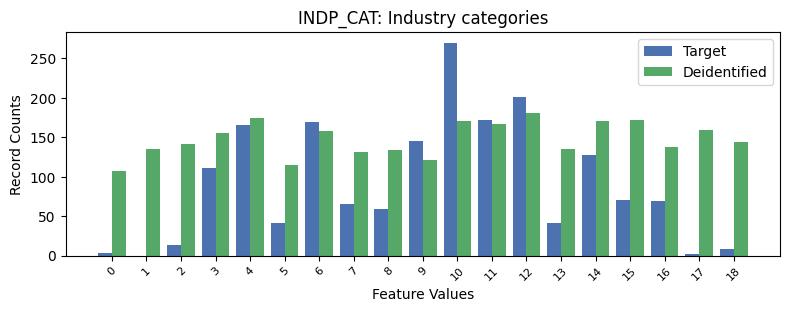 INDP_CAT: Industry categories
Target
Deidentified
Record Counts
250
200
150
100
50
0
0 1 2 3 4 5 6 7 8 9 10 11 12 13 14 15 16 17 18
Feature Values